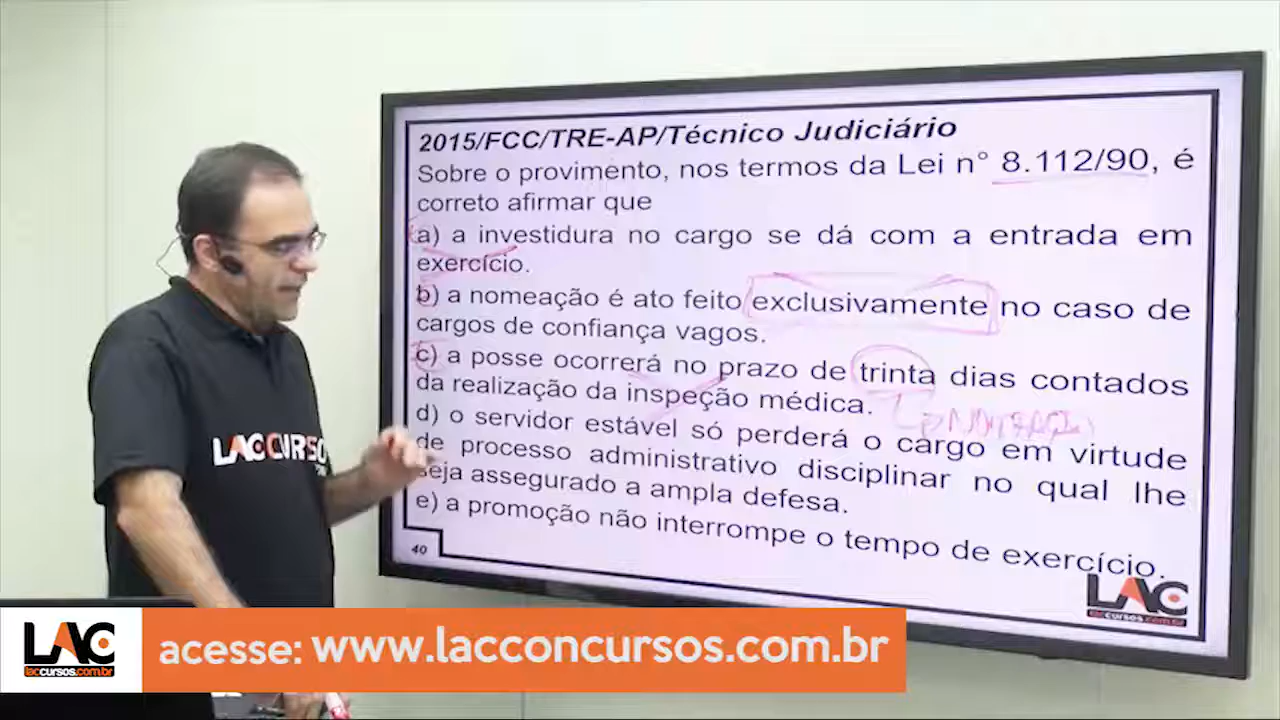 2015/FCC/TRE-AP/Técnico Judiciário
Sobre o provimento, nos termos da Lei n° 8.112/90, é
correto afirmar que
a) a investidura no cargo se dá com a entrada em
exercício.
b) a nomeação é ato feito exclusivamente no caso de
cargos de confiança vagos.
c) a posse ocorrerá no prazo de trinta dias contados
da realização da inspeção médica.
d) o servidor estável só perderá o cargo em virtude
de processo administrativo disciplinar no qual lhe
seja assegurado a ampla defesa.
e) a promoção não interrompe o tempo de exercício.
40
LAC
laccursos.com.br
LACCURSOS
LAC
laccursos.com.br
acesse: www.lacconcursos.com.br